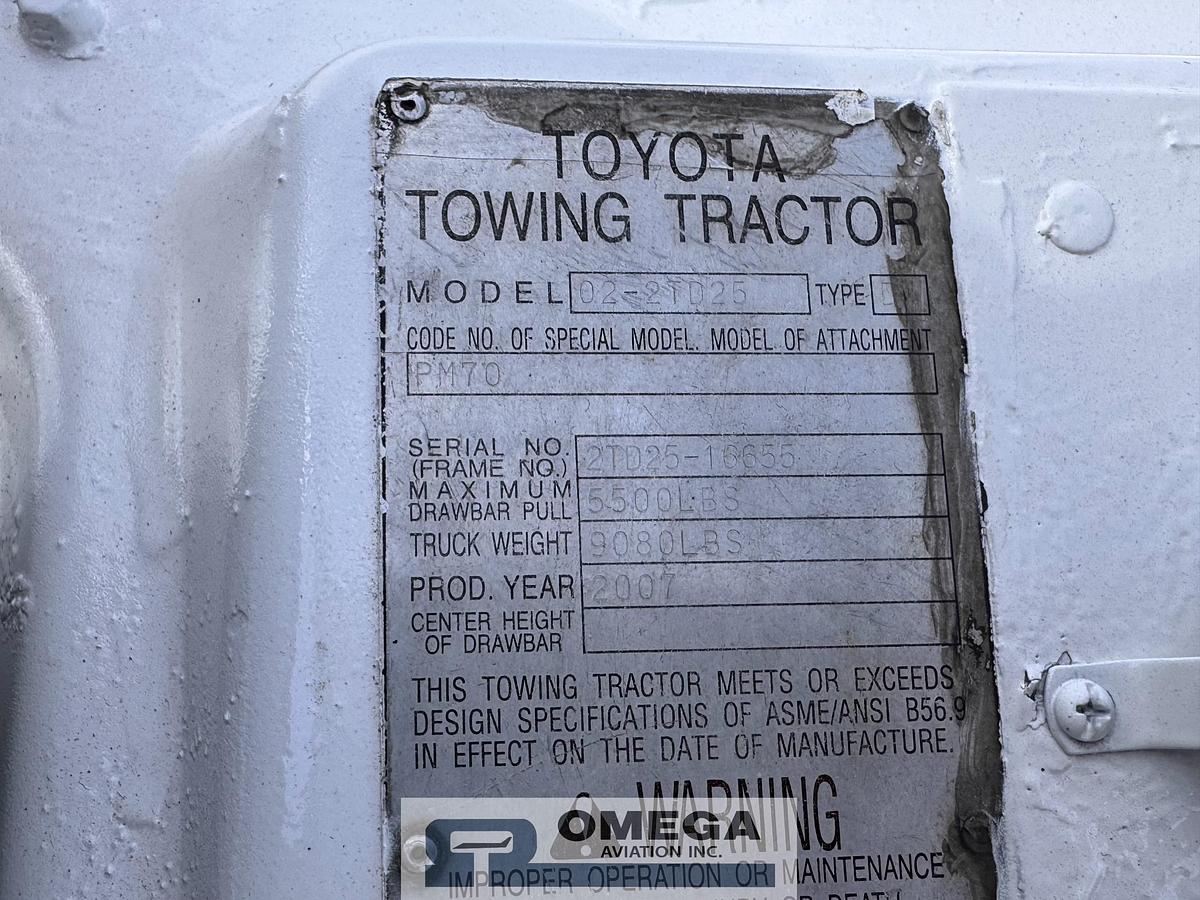 TOYOTA
TOWING TRACTOR
MODEL 02-2TD25 TYPE
CODE NO. OF SPECIAL MODEL. MODEL OF ATTACHMENT
PM70
SERIAL NO.
(FRAME NO.) 2TD25-16655
MAXIMUM
DRAWBAR PULL 5500LBS
TRUCK WEIGHT 9080LBS
PROD. YEAR 2007
CENTER HEIGHT
OF DRAWBAR
THIS TOWING TRACTOR MEETS OR EXCEEDS
DESIGN SPECIFICATIONS OF ASME/ANSI B56.9
IN EFFECT ON THE DATE OF MANUFACTURE.
WARNING
OMEGA
AVIATION INC.
IMPROPER OPERATION OR MAINTENANCE
OR DEATH